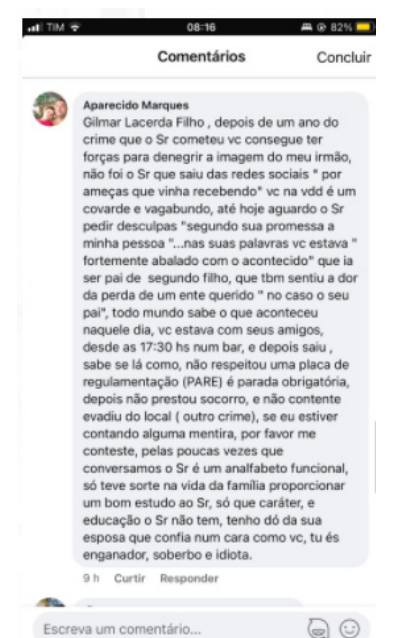 TIM 08:16 82%
Comentários Concluir
Aparecido Marques
Gilmar Lacerda Filho , depois de um ano do
crime que o Sr cometeu vc consegue ter
forças para denegrir a imagem do meu irmão,
não foi o Sr que saiu das redes sociais " por
ameças que vinha recebendo" vc na vdd é um
covarde e vagabundo, até hoje aguardo o Sr
pedir desculpas "segundo sua promessa a
minha pessoa "...nas suas palavras vc estava "
fortemente abalado com o acontecido" que ia
ser pai de segundo filho, que tbm sentiu a dor
da perda de um ente querido " no caso o seu
pai", todo mundo sabe o que aconteceu
naquele dia, vc estava com seus amigos,
desde as 17:30 hs num bar, e depois saiu ,
sabe se lá como, não respeitou uma placa de
regulamentação (PARE) é parada obrigatória,
depois não prestou socorro, e não contente
evadiu do local ( outro crime), se eu estiver
contando alguma mentira, por favor me
conteste, pelas poucas vezes que
conversamos o Sr é um analfabeto funcional,
só teve sorte na vida da família proporcionar
um bom estudo ao Sr, só que caráter, e
educação o Sr não tem, tenho dó da sua
esposa que confia num cara como vc, tu és
enganador, soberbo e idiota.
9 h Curtir Responder
Escreva um comentário...